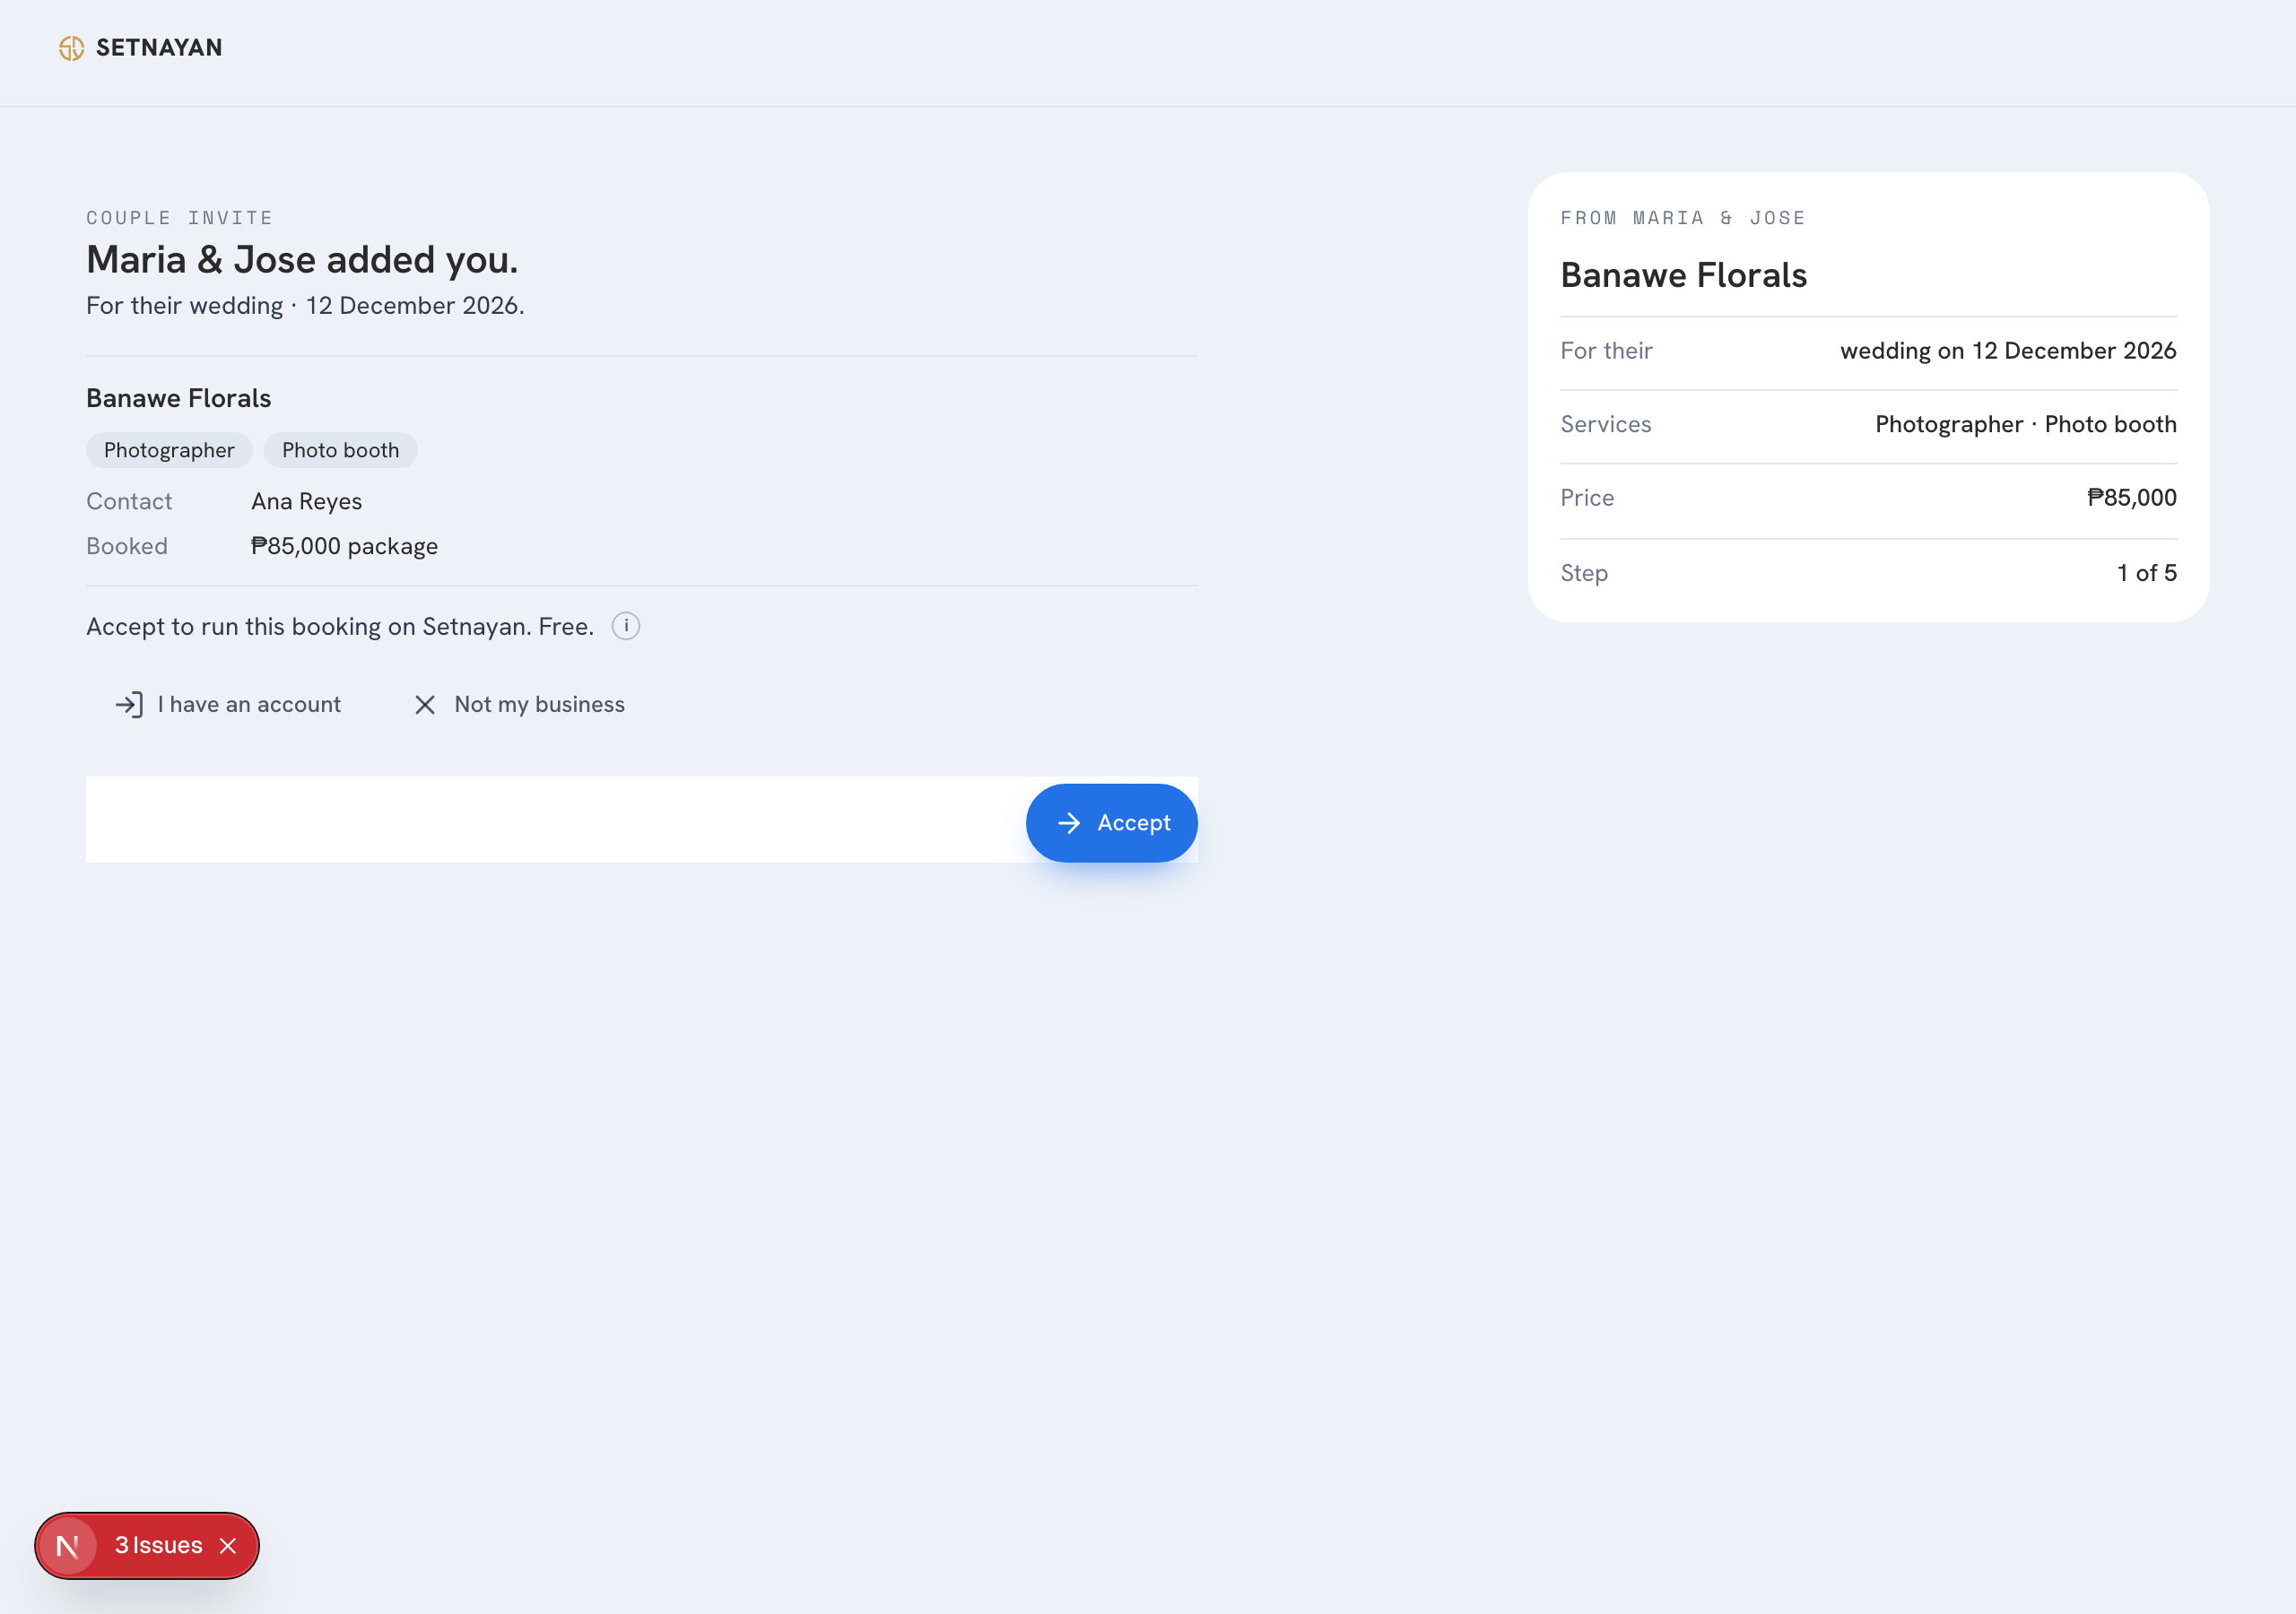 SETNAYAN
COUPLE INVITE
Maria & Jose added you.
For their wedding · 12 December 2026.
Banawe Florals
Photographer
Photo booth
Contact Ana Reyes
Booked ₱85,000 package
Accept to run this booking on Setnayan. Free. i
I have an account
Not my business
Accept
FROM MARIA & JOSE
Banawe Florals
For their wedding on 12 December 2026
Services Photographer · Photo booth
Price ₱85,000
Step 1 of 5
N 3 Issues